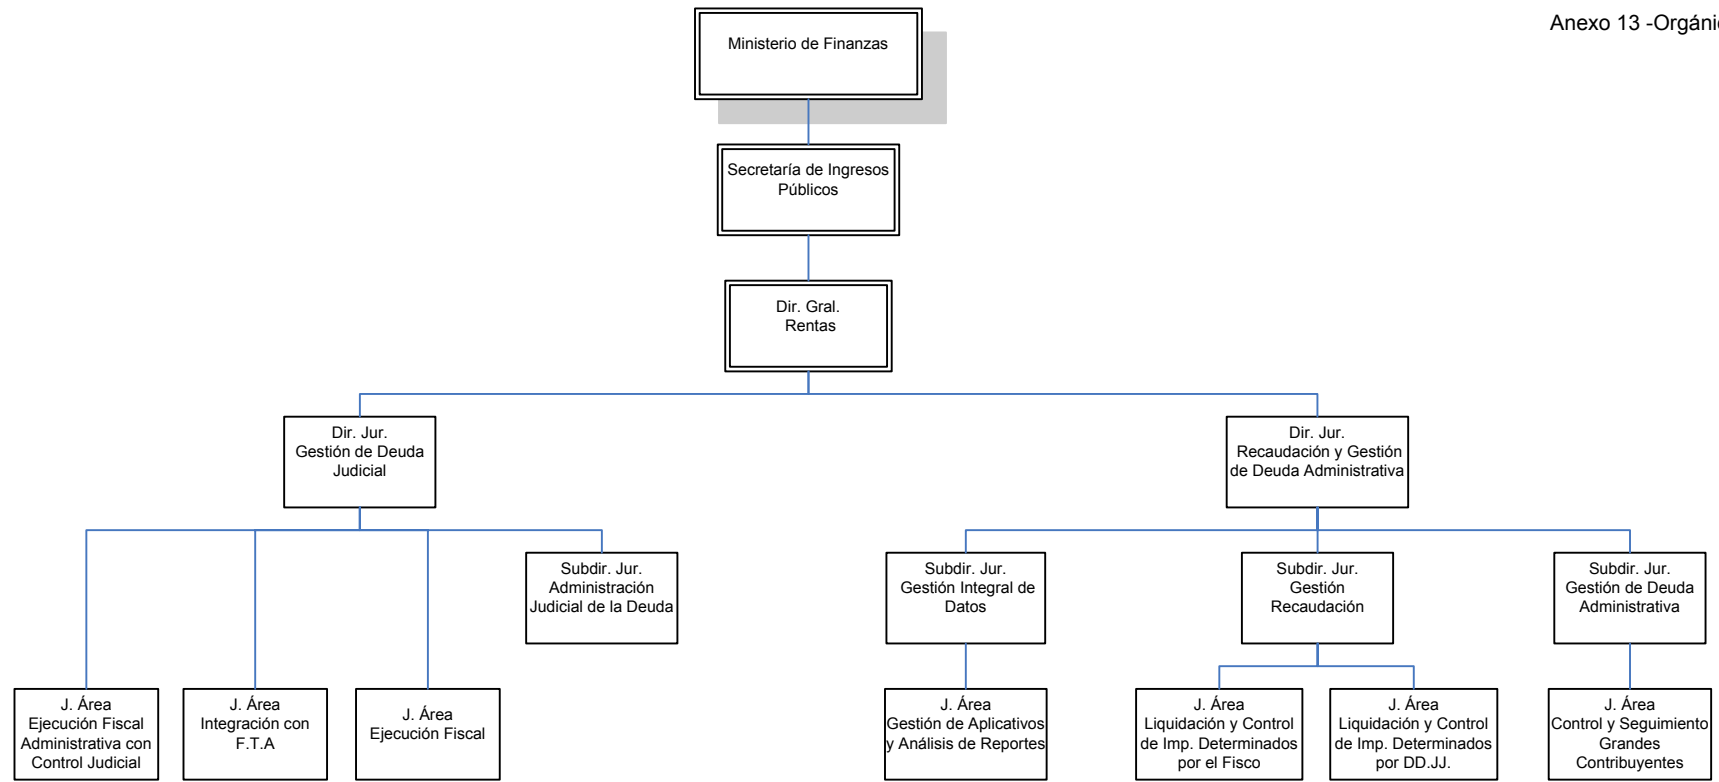 Anexo 13 -Orgáni
Ministerio de Finanzas
Secretaría de Ingresos
Públicos
Dir. Gral.
Rentas
Dir. Jur.
Gestión de Deuda
Judicial
Dir. Jur.
Recaudación y Gestión
de Deuda Administrativa
Subdir. Jur.
Administración
Judicial de la Deuda
Subdir. Jur.
Gestión Integral de
Datos
Subdir. Jur.
Gestión
Recaudación
Subdir. Jur.
Gestión de Deuda
Administrativa
J. Área
Ejecución Fiscal
Administrativa con
Control Judicial
J. Área
Integración con
F.T.A
J. Área
Ejecución Fiscal
J. Área
Gestión de Aplicativos
y Análisis de Reportes
J. Área
Liquidación y Control
de Imp. Determinados
por el Fisco
J. Área
Liquidación y Control
de Imp. Determinados
por DD.JJ.
J. Área
Control y Seguimiento
Grandes
Contribuyentes